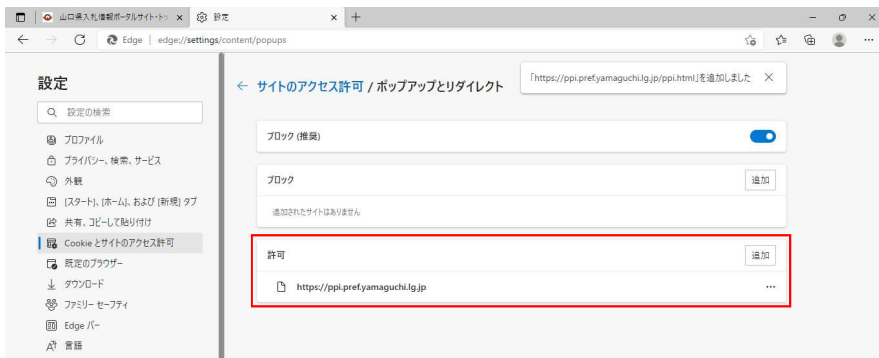 山口県入札情報ポータルサイト・トッ
設定
Edge | edge://settings/content/popups
設定
設定の検索
プロファイル
プライバシー、検索、サービス
外観
[スタート]、[ホーム]、および [新規] タブ
共有、コピーして貼り付け
Cookie とサイトのアクセス許可
既定のブラウザー
ダウンロード
ファミリー セーフティ
Edge バー
言語
サイトのアクセス許可 / ポップアップとリダイレクト
「https://ppi.pref.yamaguchi.lg.jp/ppi.html」を追加しました
ブロック (推奨)
ブロック
追加
追加されたサイトはありません
許可
追加
https://ppi.pref.yamaguchi.lg.jp